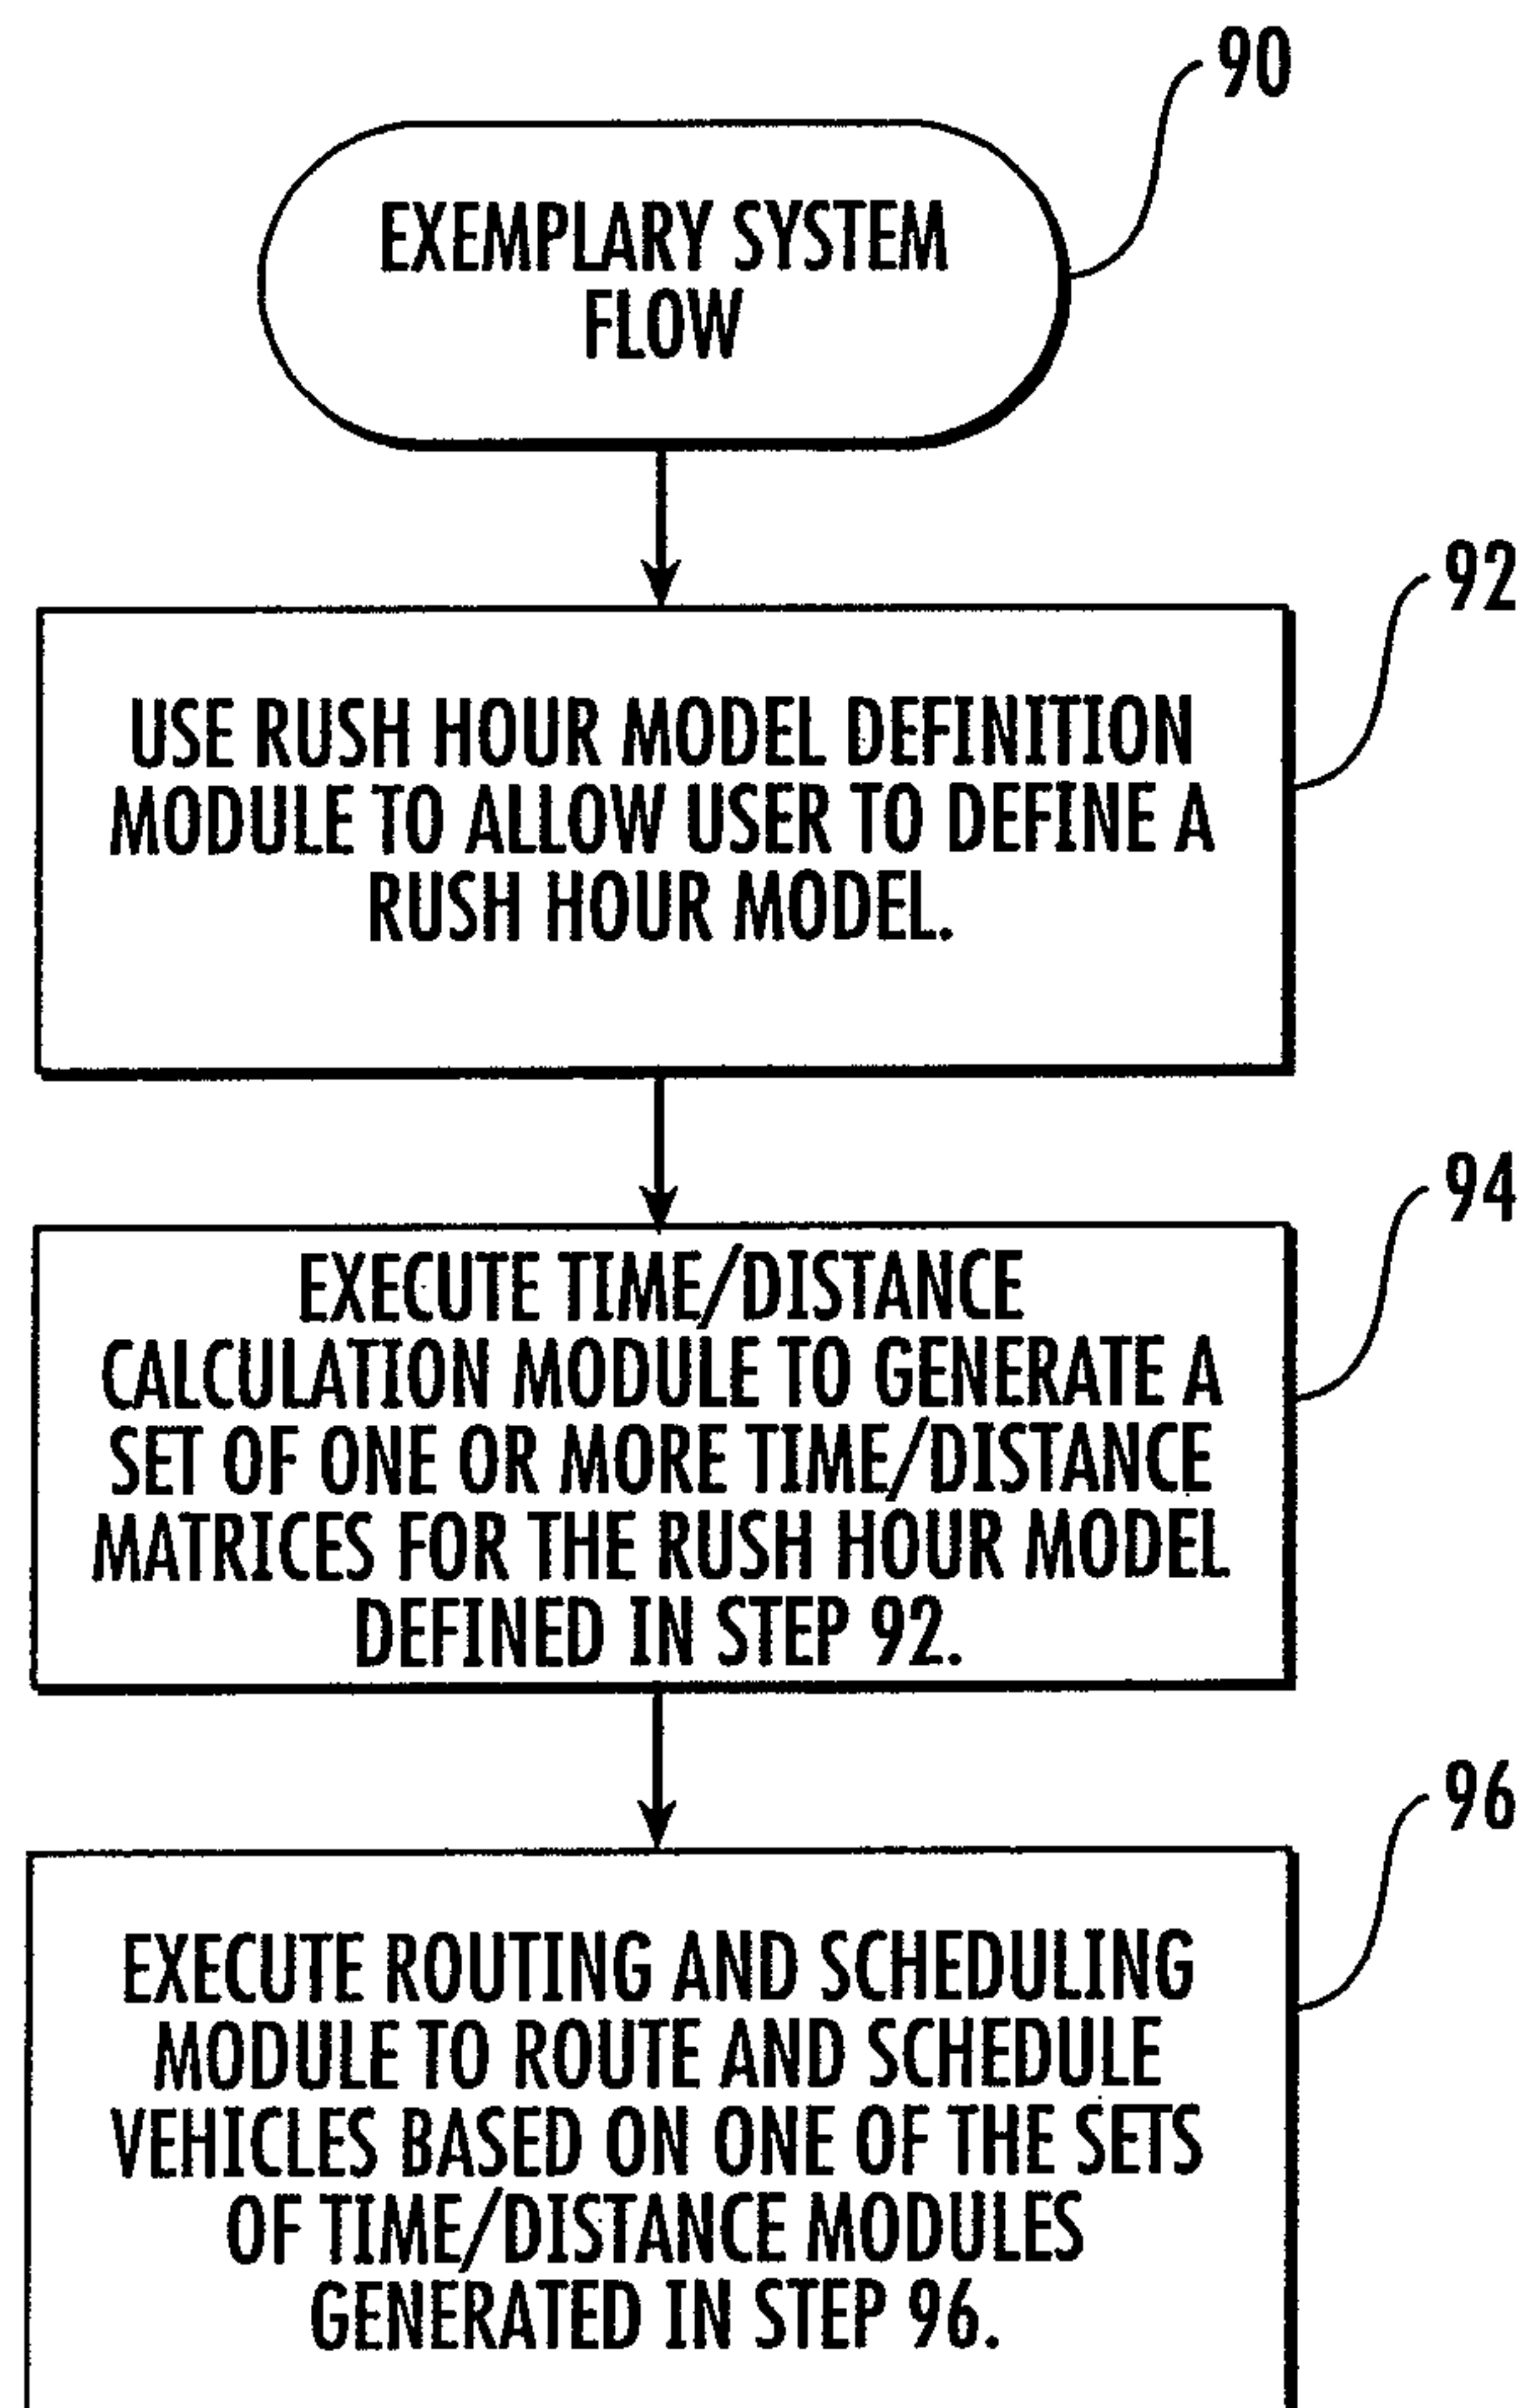 90
EXEMPLARY SYSTEM
FLOW
92
USE RUSH HOUR MODEL DEFINITION
MODULE TO ALLOW USER TO DEFINE A
RUSH HOUR MODEL.
94
EXECUTE TIME/DISTANCE
CALCULATION MODULE TO GENERATE A
SET OF ONE OR MORE TIME/DISTANCE
MATRICES FOR THE RUSH HOUR MODEL
DEFINED IN STEP 92.
96
EXECUTE ROUTING AND SCHEDULING
MODULE TO ROUTE AND SCHEDULE
VEHICLES BASED ON ONE OF THE SETS
OF TIME/DISTANCE MODULES
GENERATED IN STEP 96.